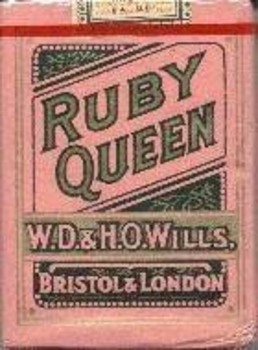 RUBY
QUEEN
W.D.&H.O.WILLS,
BRISTOL & LONDON